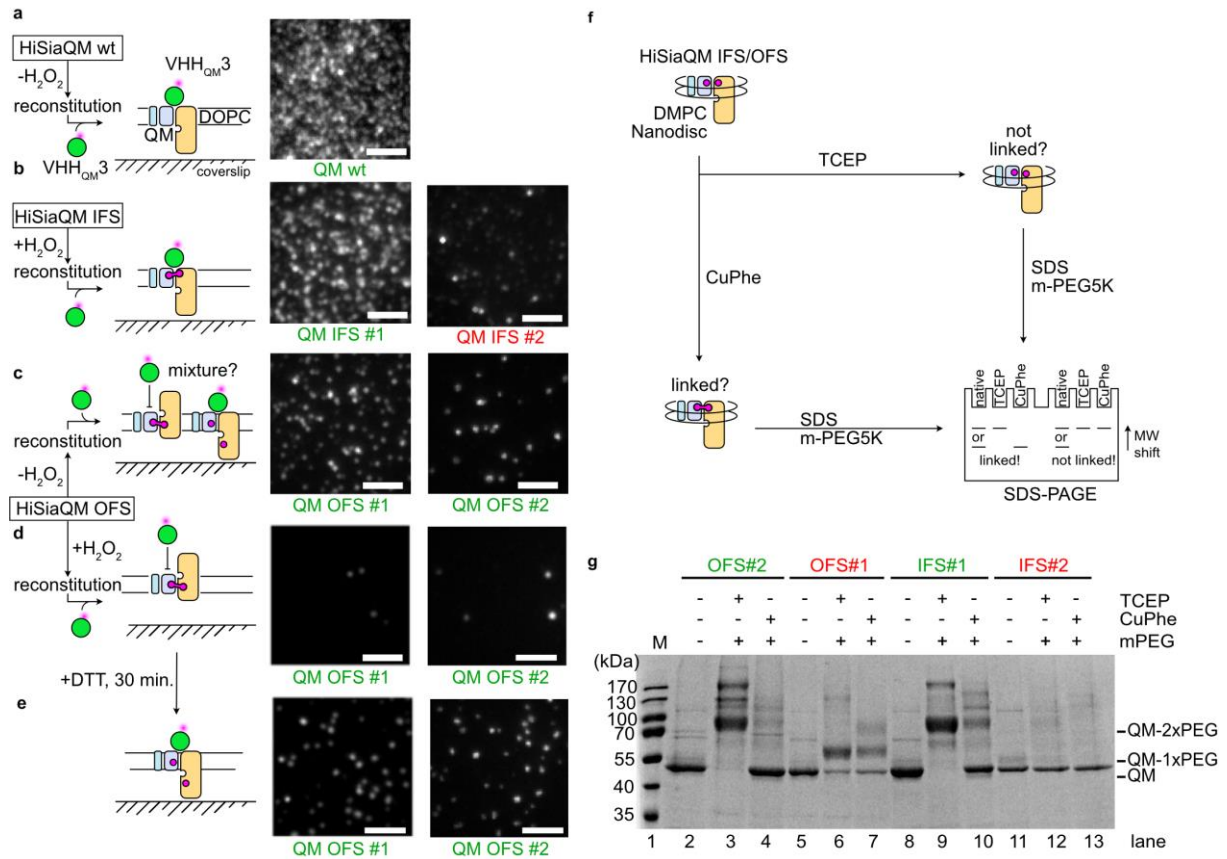 a
HiSiaQM wt
-H₂O₂
reconstitution
VHH_QM3
VHH_QM3
QM
DOPC
coverslip
QM wt
b
HiSiaQM IFS
+H₂O₂
reconstitution
QM IFS #1
QM IFS #2
c
mixture?
reconstitution
-H₂O₂
QM OFS #1
QM OFS #2
HiSiaQM OFS
d
+H₂O₂
reconstitution
QM OFS #1
QM OFS #2
+DTT, 30 min.
e
QM OFS #1
QM OFS #2
f
HiSiaQM IFS/OFS
DMPC
Nanodisc
TCEP
not
linked?
CuPhe
SDS
m-PEG5K
linked?
SDS
m-PEG5K
native
TCEP
CuPhe
native
TCEP
CuPhe
or
linked!
or
not linked!
MW
shift
SDS-PAGE
g
OFS#2 OFS#1 IFS#1 IFS#2
- + - - + - - + - - + - TCEP
- - + - - + - - + - - + CuPhe
M - + + - + + - + + - + + mPEG
(kDa)
170
130
100
70
55
40
35
QM-2xPEG
QM-1xPEG
QM
1 2 3 4 5 6 7 8 9 10 11 12 13 lane